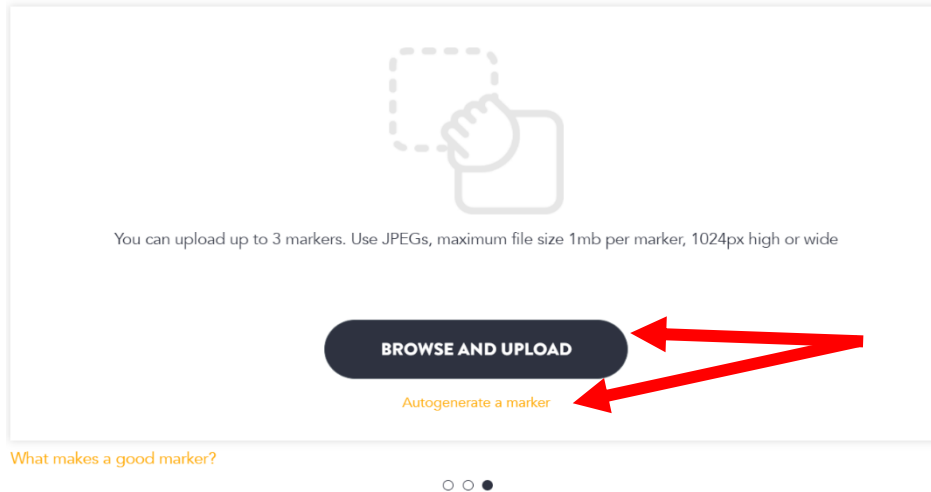 You can upload up to 3 markers. Use JPEGs, maximum file size 1mb per marker, 1024px high or wide
BROWSE AND UPLOAD
Autogenerate a marker
What makes a good marker?